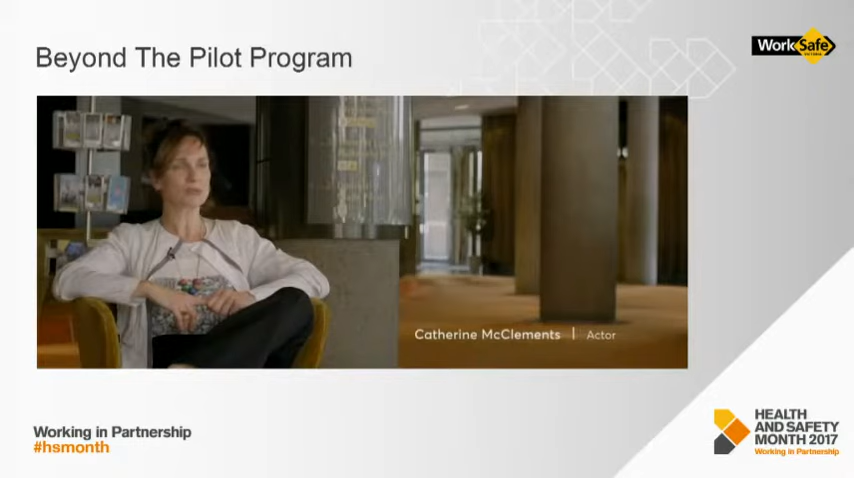 Beyond The Pilot Program
WorkSafe
VICTORIA
Catherine McClements | Actor
Working in Partnership
#hsmonth
HEALTH
AND SAFETY
MONTH 2017
Working in Partnership